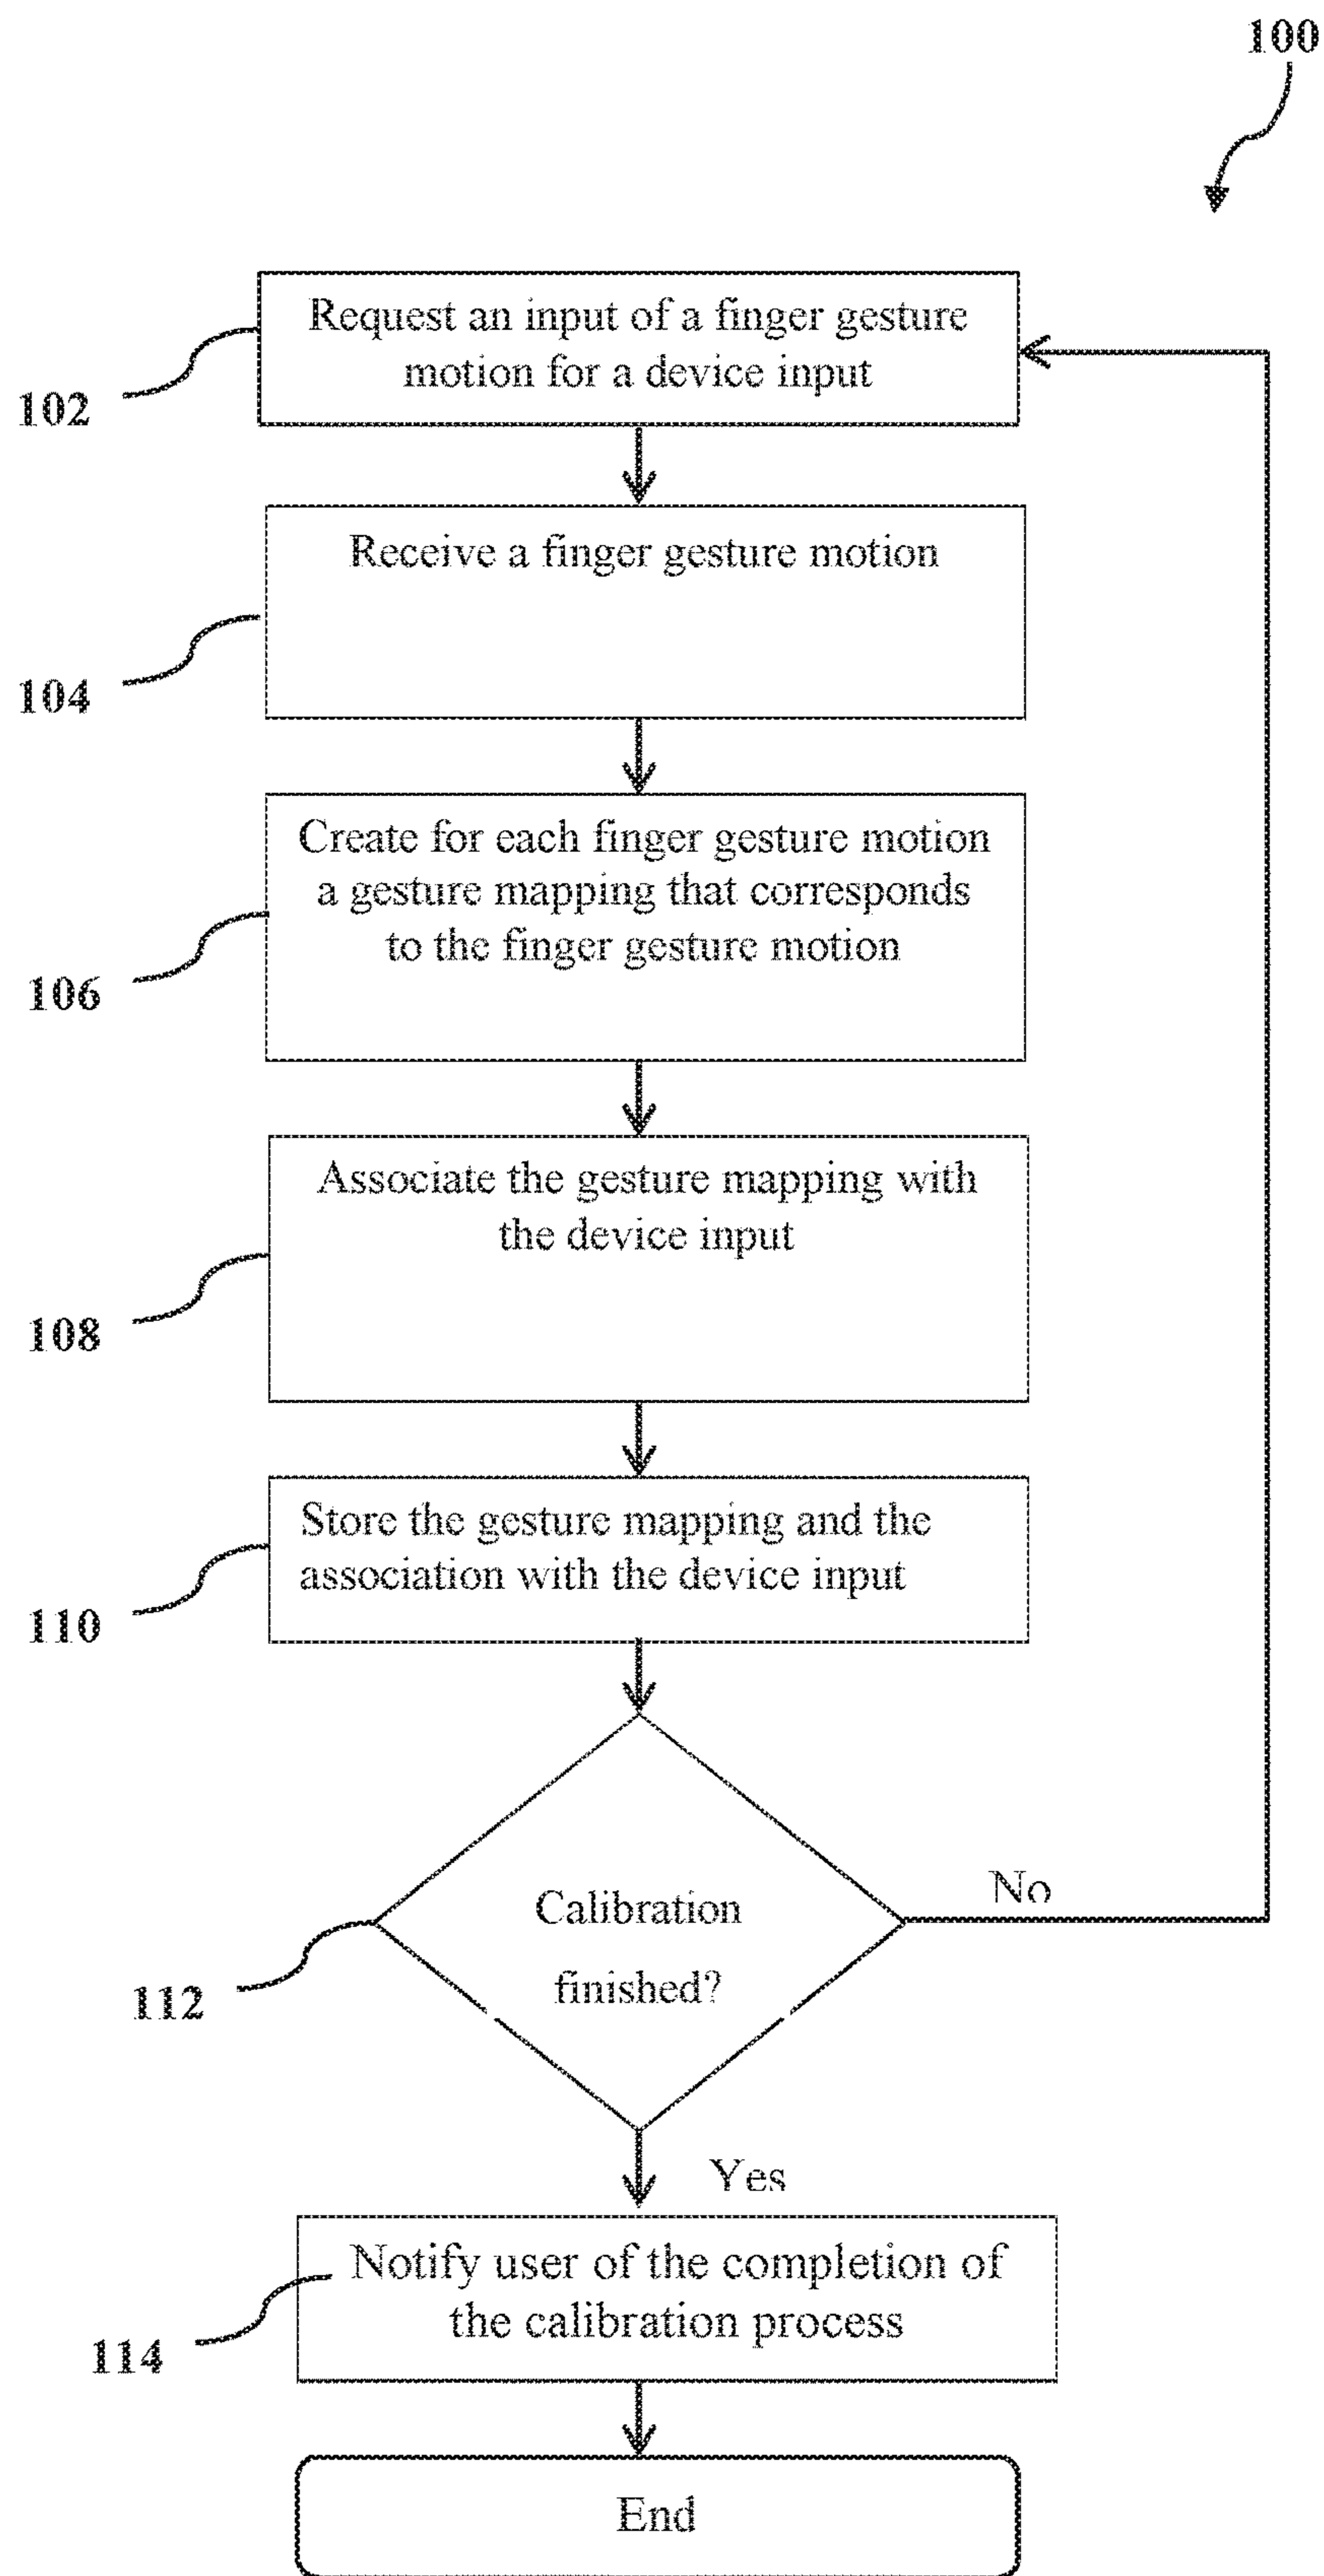 100
Request an input of a finger gesture
motion for a device input
102
Receive a finger gesture motion
104
Create for each finger gesture motion
a gesture mapping that corresponds
to the finger gesture motion
106
Associate the gesture mapping with
the device input
108
Store the gesture mapping and the
association with the device input
110
No
Calibration
finished?
112
Yes
Notify user of the completion of
the calibration process
114
End